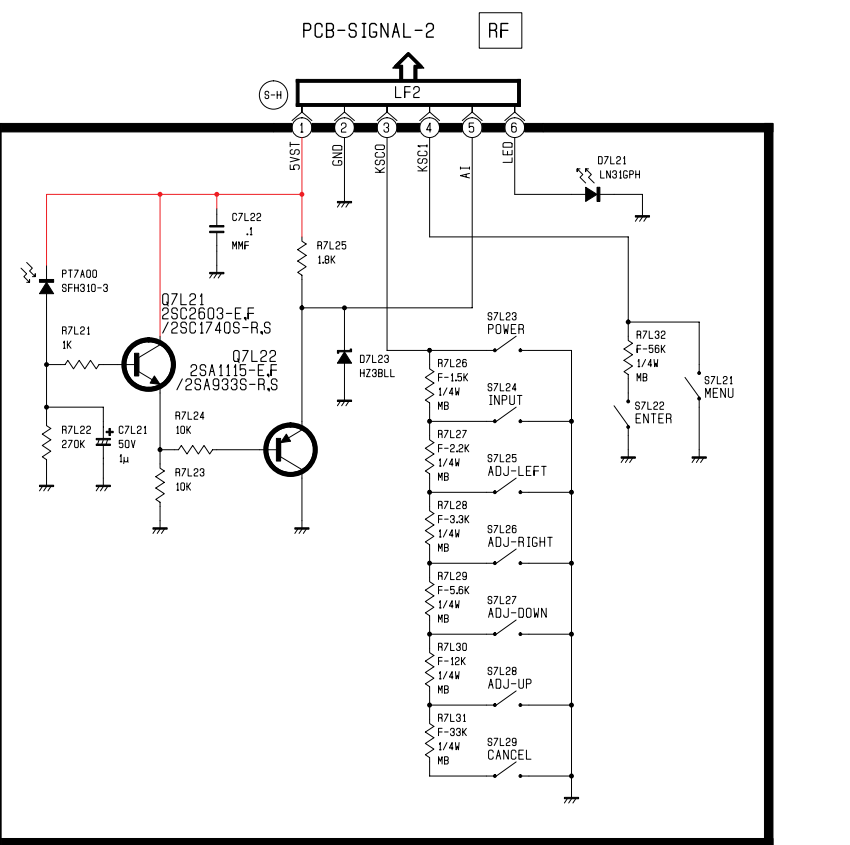 PCB-SIGNAL-2
RF
S-H
LF2
1 2 3 4 5 6
5VST
GND
KSC0
KSC1
AI
LED
D7L21
LN31GPH
C7L22
.1
MMF
R7L25
1.8K
PT7A00
SFH310-3
Q7L21
2SC2603-E,F
/2SC1740S-R,S
R7L21
1K
Q7L22
2SA1115-E,F
/2SA933S-R,S
D7L23
HZ3BLL
R7L22
270K
C7L21
50V
1µ
+
R7L24
10K
R7L23
10K
S7L23
POWER
R7L26
F-1.5K
1/4W
MB
S7L24
INPUT
R7L27
F-2.2K
1/4W
MB
S7L25
ADJ-LEFT
R7L28
F-3.3K
1/4W
MB
S7L26
ADJ-RIGHT
R7L29
F-5.6K
1/4W
MB
S7L27
ADJ-DOWN
R7L30
F-12K
1/4W
MB
S7L28
ADJ-UP
R7L31
F-33K
1/4W
MB
S7L29
CANCEL
R7L32
F-56K
1/4W
MB
S7L22
ENTER
S7L21
MENU